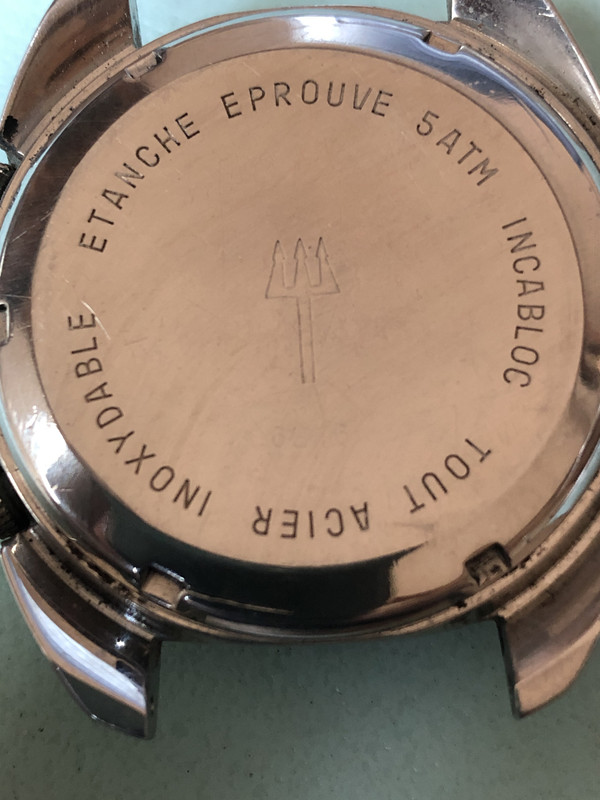 ETANCHE EPROUVE 5ATM INCABLOC TOUT ACIER INOXYDABLE